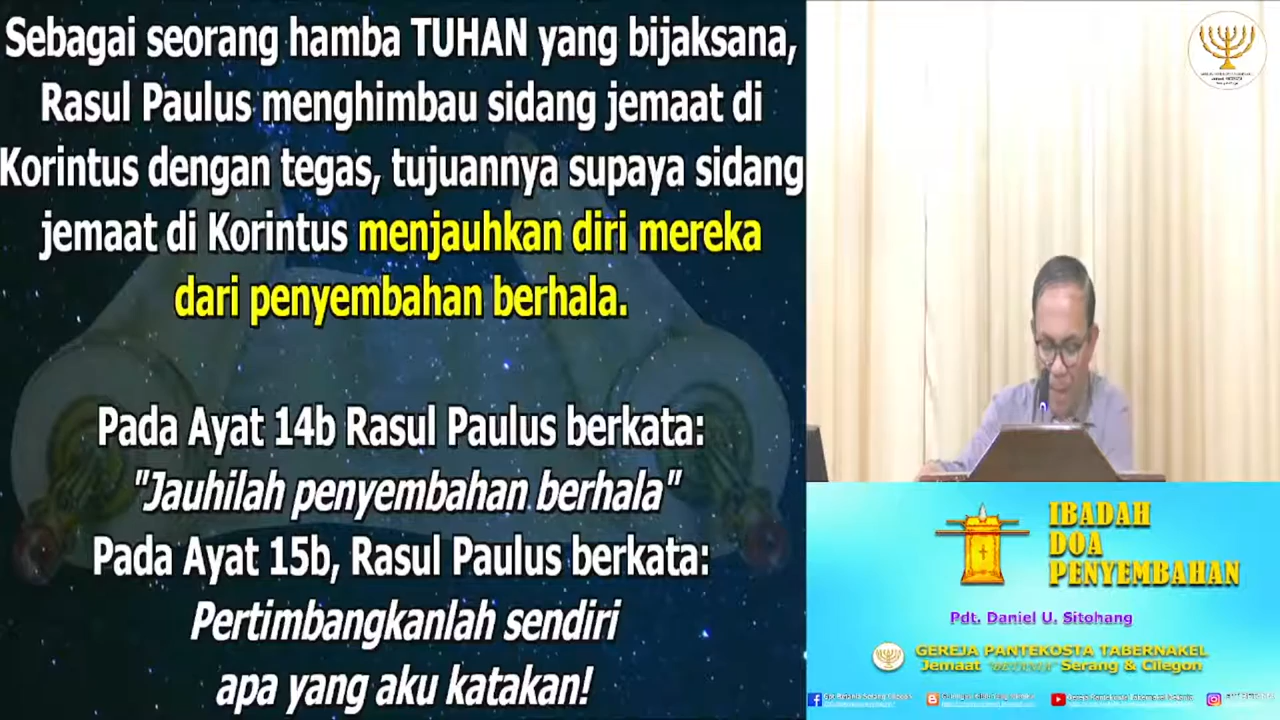 Sebagai seorang hamba TUHAN yang bijaksana,
Rasul Paulus menghimbau sidang jemaat di
Korintus dengan tegas, tujuannya supaya sidang
jemaat di Korintus menjauhkan diri mereka
dari penyembahan berhala.
Pada Ayat 14b Rasul Paulus berkata:
"Jauhilah penyembahan berhala"
Pada Ayat 15b, Rasul Paulus berkata:
Pertimbangkanlah sendiri
apa yang aku katakan!
IBADAH
DOA
PENYEMBAHAN
Pdt. Daniel U. Sitohang
GEREJA PANTEKOSTA TABERNAKEL
Jemaat Serang & Cilegon